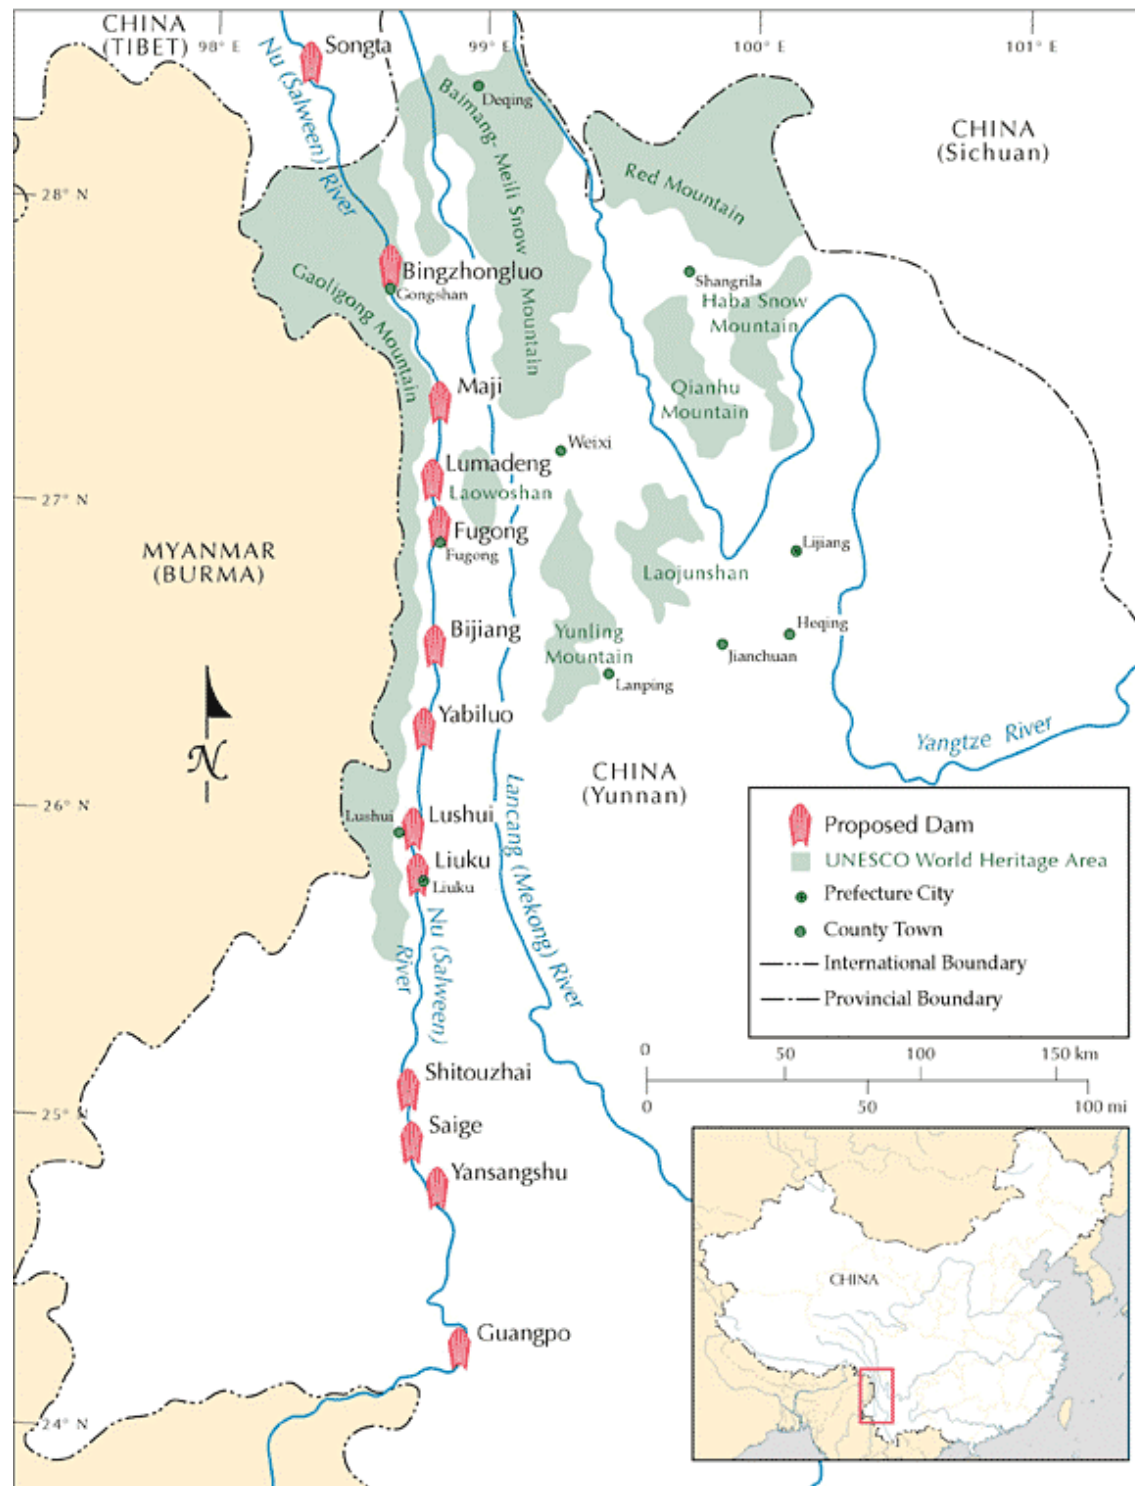 CHINA
(TIBET)
98° E
99° E
100° E
101° E
Songta
Nu (Salween) River
Deqing
Baimang- Meili Snow Mountain
CHINA
(Sichuan)
Red Mountain
28° N
Bingzhongluo
Gongshan
Gaoligong Mountain
Shangrila
Haba Snow
Mountain
Maji
Qianhu
Mountain
Weixi
Lumadeng
Laowoshan
27° N
Fugong
Fugong
MYANMAR
(BURMA)
Lijiang
Laojunshan
Bijiang
Yunling
Mountain
Heqing
Jianchuan
Lanping
Yabiluo
N
Yangtze River
CHINA
(Yunnan)
Lancang (Mekong) River
26° N
Lushui
Lushui
Liuku
Liuku
Nu (Salween)
River
Proposed Dam
UNESCO World Heritage Area
Prefecture City
County Town
International Boundary
Provincial Boundary
0
50
100
150 km
0
50
100 mi
Shitouzhai
25° N
Saige
Yansangshu
CHINA
Guangpo
24° N